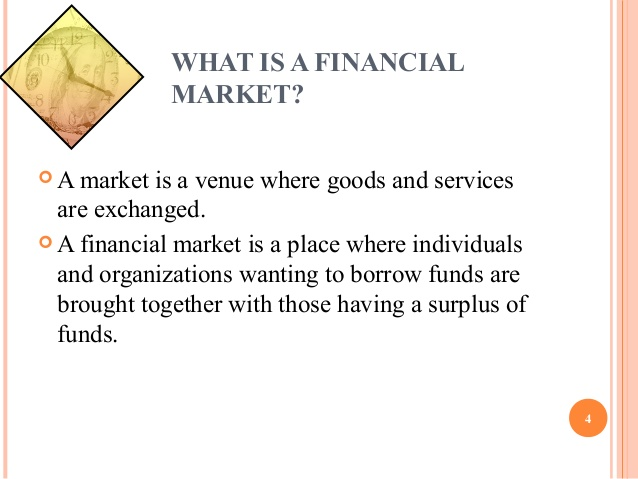 WHAT IS A FINANCIAL
MARKET?
A market is a venue where goods and services
are exchanged.
A financial market is a place where individuals
and organizations wanting to borrow funds are
brought together with those having a surplus of
funds.
4